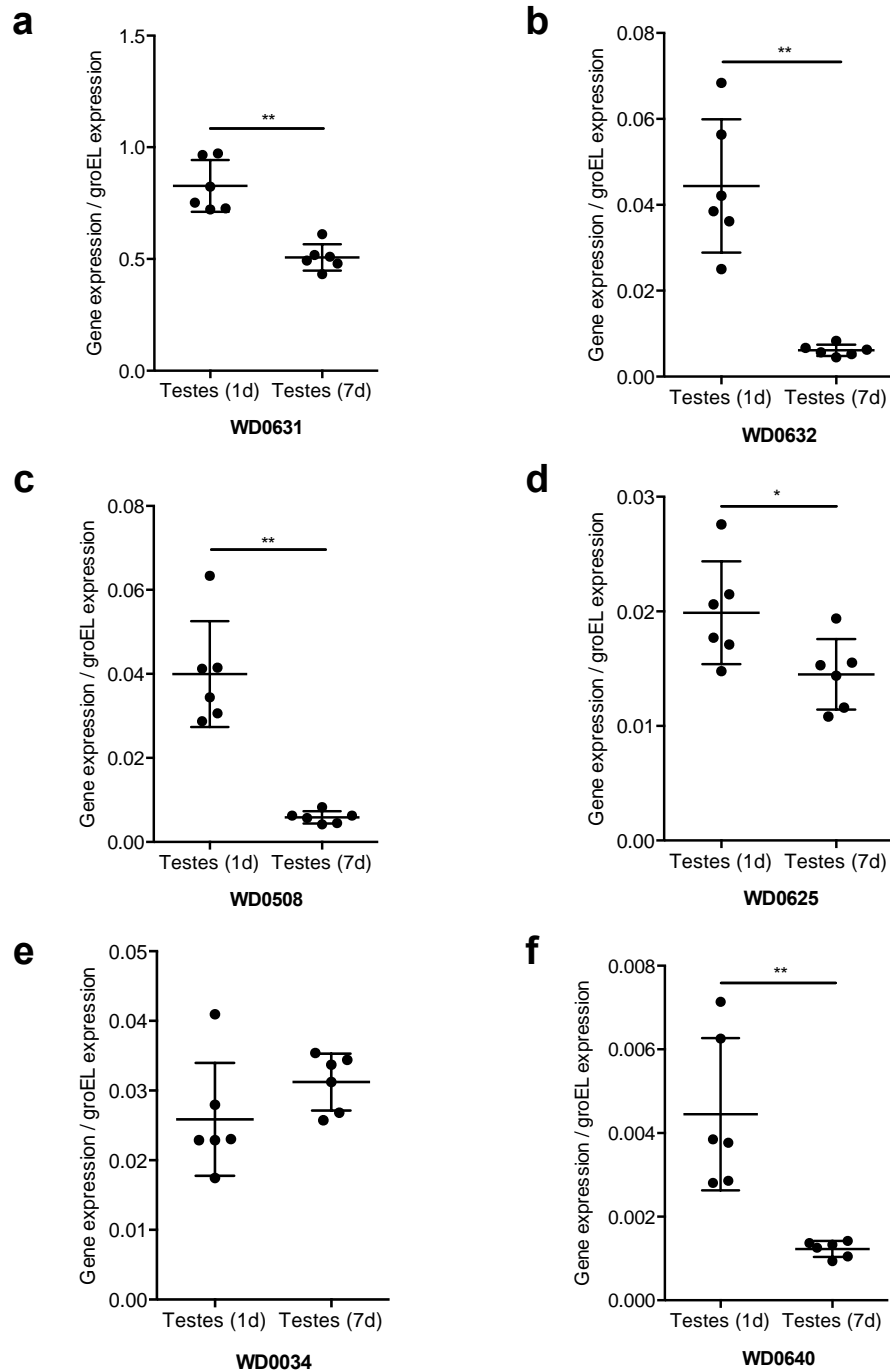 a
Gene expression / groEL expression
1.5
1.0
0.5
0.0
**
Testes (1d) Testes (7d)
WD0631
b
Gene expression / groEL expression
0.08
0.06
0.04
0.02
0.00
**
Testes (1d) Testes (7d)
WD0632
c
Gene expression / groEL expression
0.08
0.06
0.04
0.02
0.00
**
Testes (1d) Testes (7d)
WD0508
d
Gene expression / groEL expression
0.03
0.02
0.01
0.00
*
Testes (1d) Testes (7d)
WD0625
e
Gene expression / groEL expression
0.05
0.04
0.03
0.02
0.01
0.00
Testes (1d) Testes (7d)
WD0034
f
Gene expression / groEL expression
0.008
0.006
0.004
0.002
0.000
**
Testes (1d) Testes (7d)
WD0640